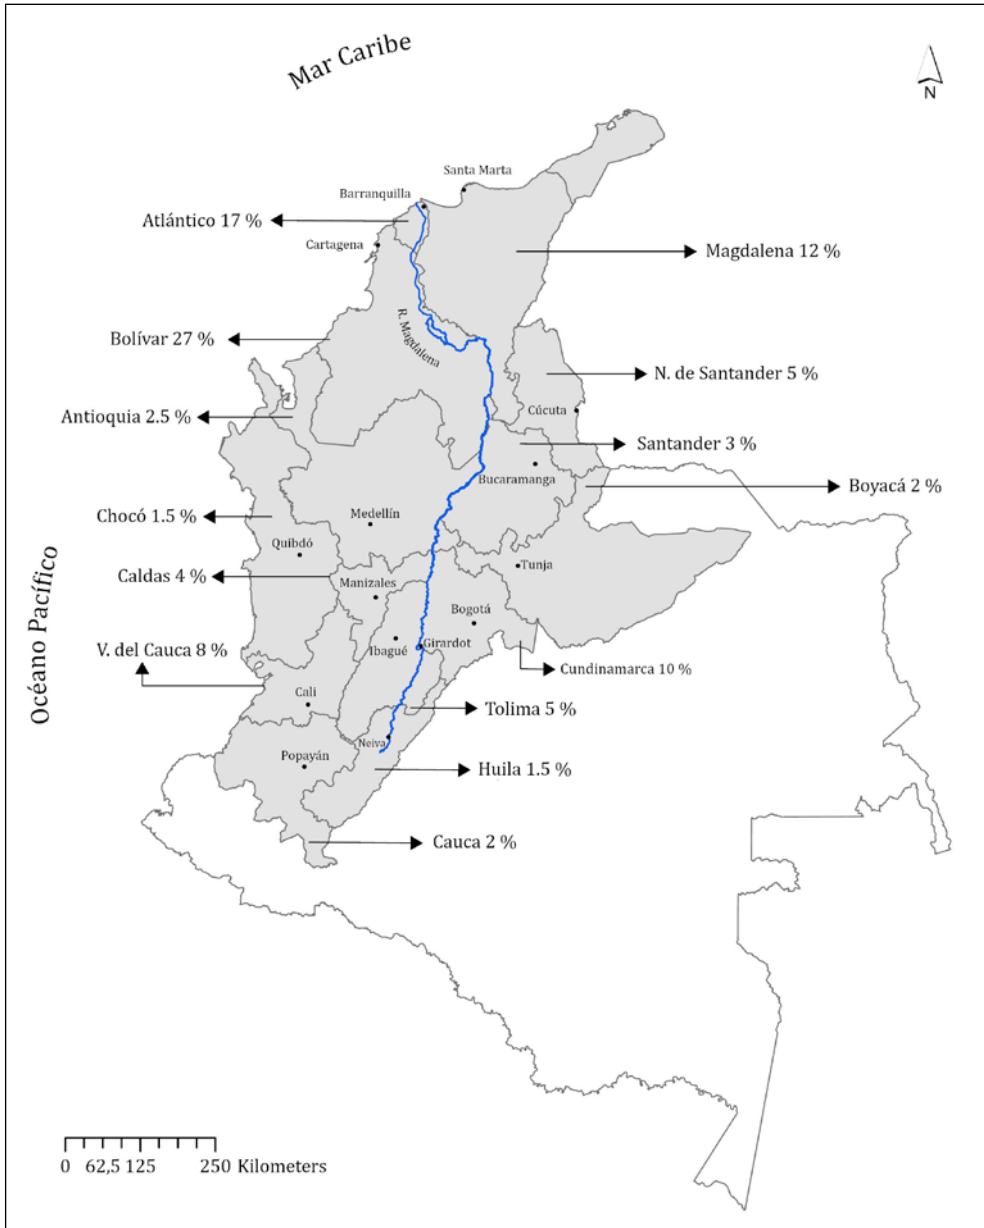 Mar Caribe
N
Santa Marta
Barranquilla
Atlántico 17 %
Cartagena
Magdalena 12 %
R. Magdalena
Bolívar 27 %
N. de Santander 5 %
Antioquia 2.5 %
Cúcuta
Santander 3 %
Bucaramanga
Boyacá 2 %
Chocó 1.5 %
Medellín
Quibdó
Tunja
Caldas 4 %
Manizales
Bogotá
Océano Pacífico
V. del Cauca 8 %
Ibagué
Girardot
Cundinamarca 10 %
Cali
Tolima 5 %
Neiva
Popayán
Huila 1.5 %
Cauca 2 %
0 62,5 125 250 Kilometers